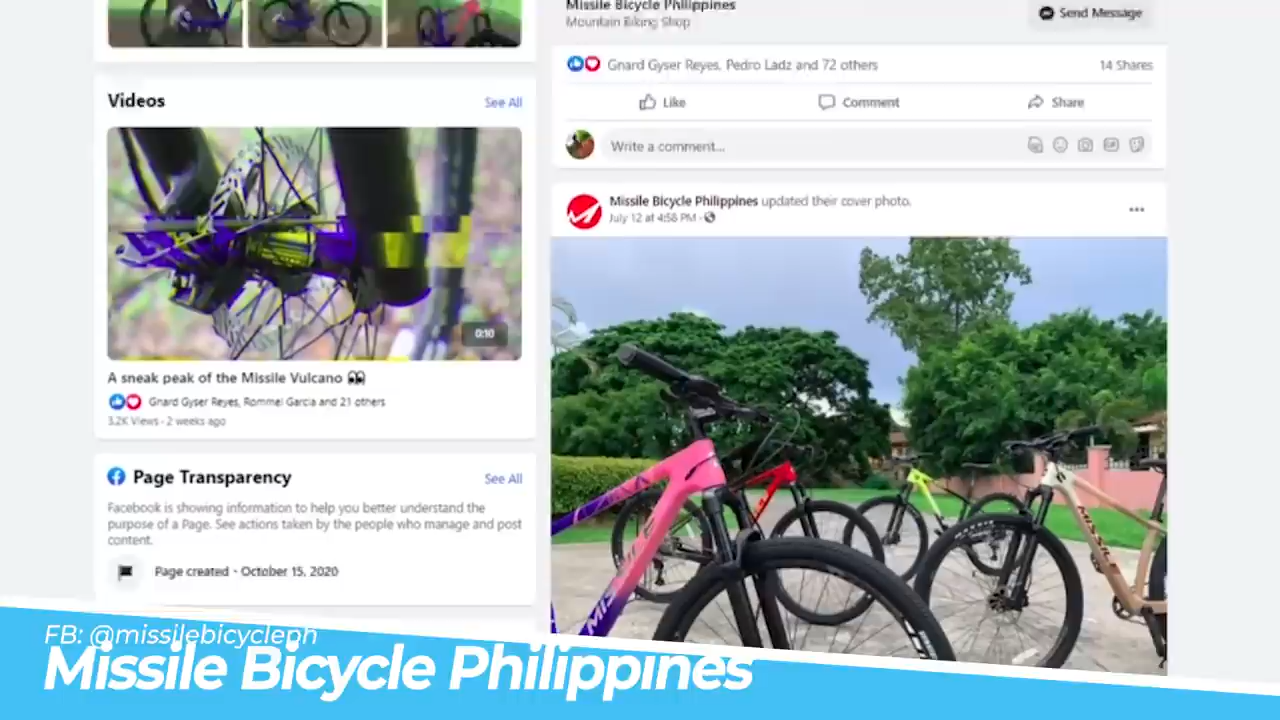 Videos
See All
0:10
A sneak peak of the Missile Vulcano 👀
Gnard Gyser Reyes, Rommel Garcia and 21 others
3.2K Views · 2 weeks ago
Page Transparency
See All
Facebook is showing information to help you better understand the
purpose of a Page. See actions taken by the people who manage and post
content.
Page created - October 15, 2020
Missile Bicycle Philippines
Mountain Biking Shop
Send Message
Gnard Gyser Reyes, Pedro Ladz and 72 others
14 Shares
Like
Comment
Share
Write a comment...
Missile Bicycle Philippines updated their cover photo.
July 12 at 4:58 PM ·
MISSILE
FB: @missilebicycleph
Missile Bicycle Philippines